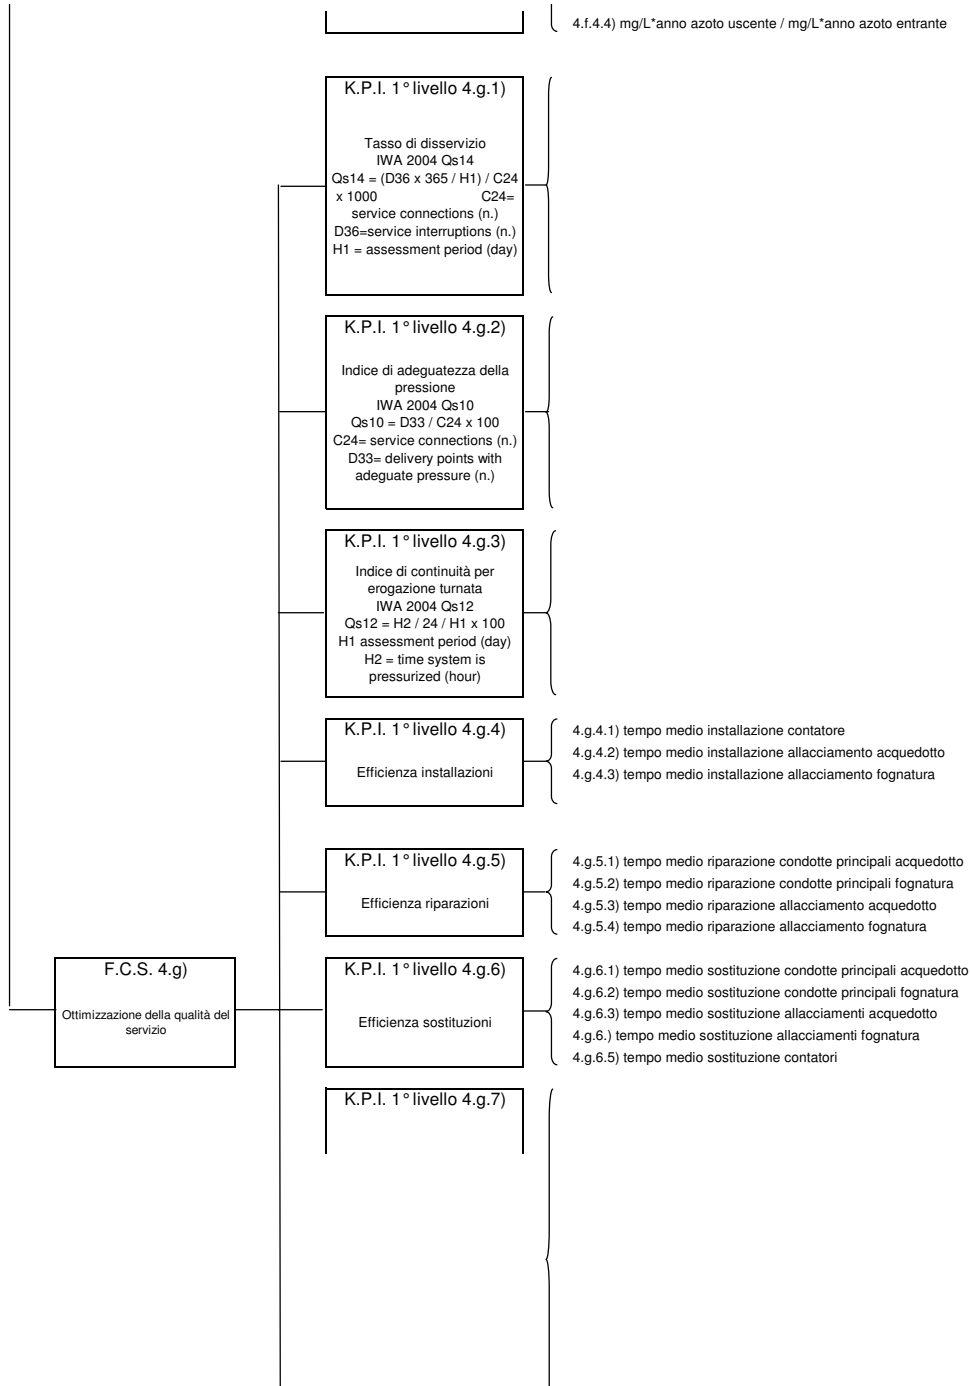 4.f.4.4) mg/L*anno azoto uscente / mg/L*anno azoto entrante
K.P.I. 1° livello 4.g.1)
Tasso di disservizio
IWA 2004 Qs14
Qs14 = (D36 x 365 / H1) / C24
x 1000 C24=
service connections (n.)
D36=service interruptions (n.)
H1 = assessment period (day)
K.P.I. 1° livello 4.g.2)
Indice di adeguatezza della
pressione
IWA 2004 Qs10
Qs10 = D33 / C24 x 100
C24= service connections (n.)
D33= delivery points with
adeguate pressure (n.)
K.P.I. 1° livello 4.g.3)
Indice di continuità per
erogazione turnata
IWA 2004 Qs12
Qs12 = H2 / 24 / H1 x 100
H1 assessment period (day)
H2 = time system is
pressurized (hour)
K.P.I. 1° livello 4.g.4)
Efficienza installazioni
4.g.4.1) tempo medio installazione contatore
4.g.4.2) tempo medio installazione allacciamento acquedotto
4.g.4.3) tempo medio installazione allacciamento fognatura
K.P.I. 1° livello 4.g.5)
Efficienza riparazioni
4.g.5.1) tempo medio riparazione condotte principali acquedotto
4.g.5.2) tempo medio riparazione condotte principali fognatura
4.g.5.3) tempo medio riparazione allacciamento acquedotto
4.g.5.4) tempo medio riparazione allacciamento fognatura
F.C.S. 4.g)
Ottimizzazione della qualità del
servizio
K.P.I. 1° livello 4.g.6)
Efficienza sostituzioni
4.g.6.1) tempo medio sostituzione condotte principali acquedotto
4.g.6.2) tempo medio sostituzione condotte principali fognatura
4.g.6.3) tempo medio sostituzione allacciamenti acquedotto
4.g.6.) tempo medio sostituzione allacciamenti fognatura
4.g.6.5) tempo medio sostituzione contatori
K.P.I. 1° livello 4.g.7)